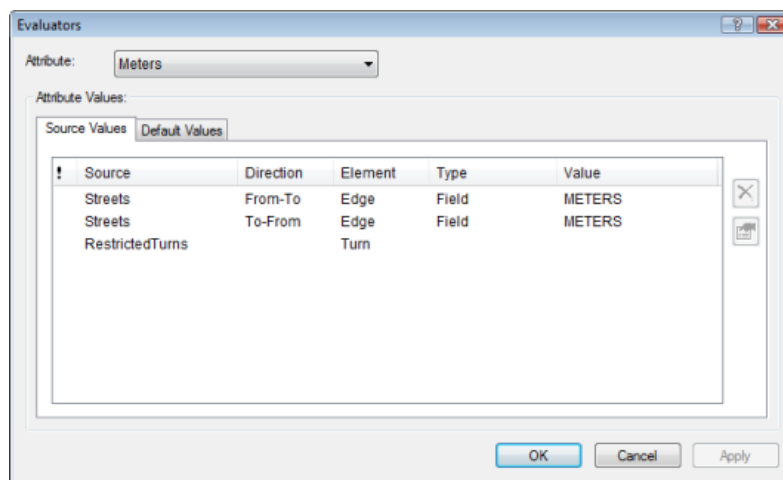 Evaluators
Attribute: Meters
Attribute Values:
Source Values Default Values
! Source Direction Element Type Value
Streets From-To Edge Field METERS
Streets To-From Edge Field METERS
RestrictedTurns Turn
OK Cancel Apply